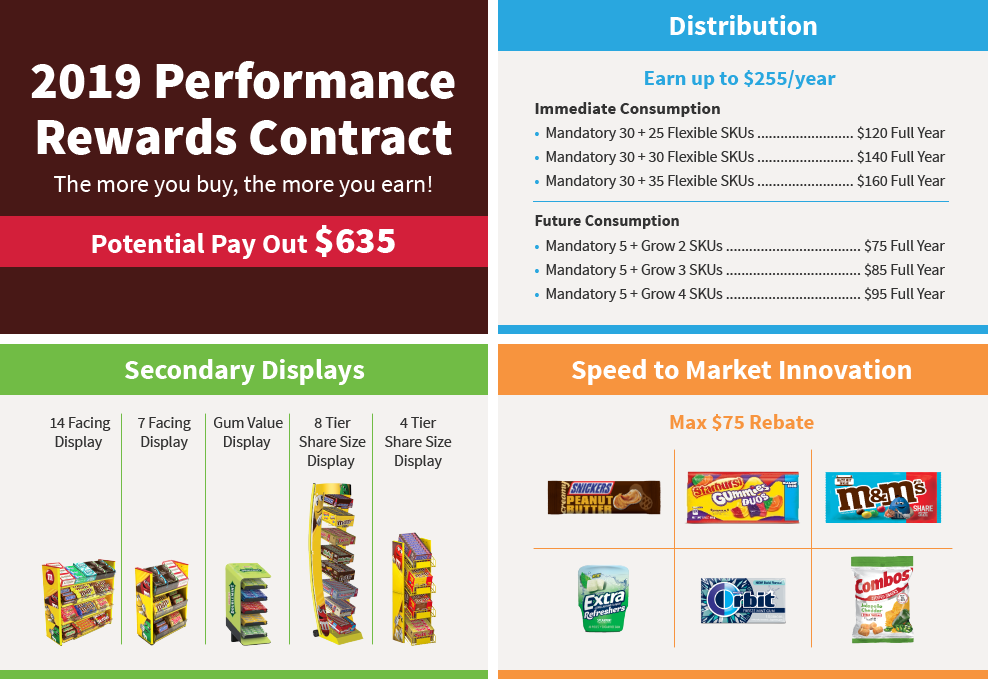 2019 Performance
Rewards Contract
The more you buy, the more you earn!
Potential Pay Out $635
Distribution
Earn up to $255/year
Immediate Consumption
• Mandatory 30 + 25 Flexible SKUs ......................... $120 Full Year
• Mandatory 30 + 30 Flexible SKUs ......................... $140 Full Year
• Mandatory 30 + 35 Flexible SKUs ......................... $160 Full Year
Future Consumption
• Mandatory 5 + Grow 2 SKUs ................................... $75 Full Year
• Mandatory 5 + Grow 3 SKUs ................................... $85 Full Year
• Mandatory 5 + Grow 4 SKUs ................................... $95 Full Year
Secondary Displays
14 Facing
Display
7 Facing
Display
Gum Value
Display
8 Tier
Share Size
Display
4 Tier
Share Size
Display
Speed to Market Innovation
Max $75 Rebate
Creamy
SNICKERS
PEANUT
BUTTER
Starburst
Gummies
DUOS
m&m's
SHARE
Extra
Refreshers
Orbit
Combos
Jalapeño
Cheddar